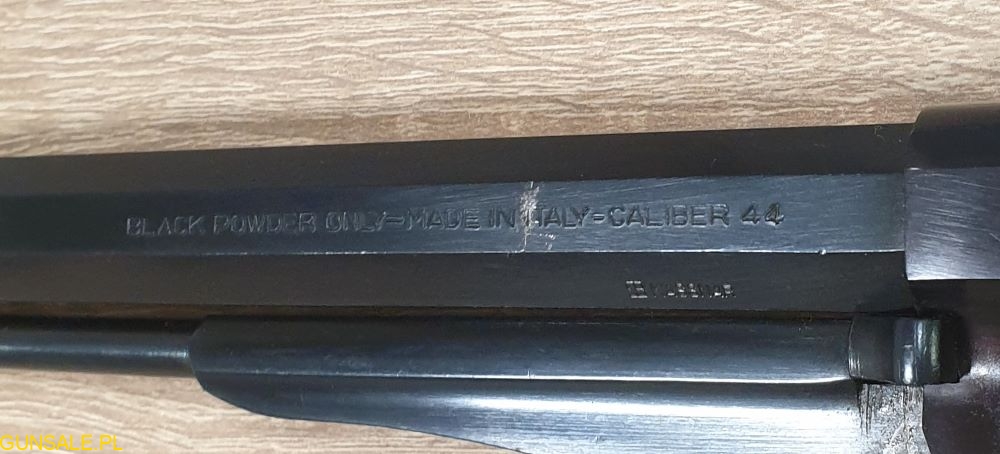 BLACK POWDER ONLY–MADE IN ITALY–CALIBER 44
GUNSALE.PL